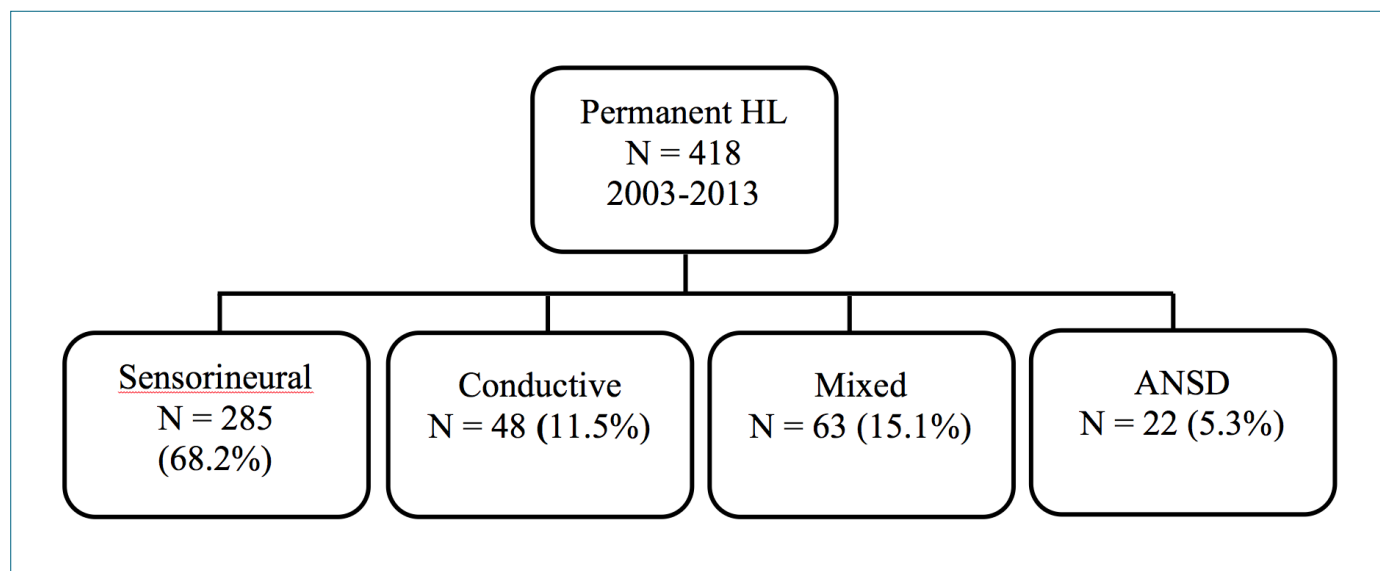 Permanent HL
N = 418
2003-2013
Sensorineural
N = 285
(68.2%)
Conductive
N = 48 (11.5%)
Mixed
N = 63 (15.1%)
ANSD
N = 22 (5.3%)